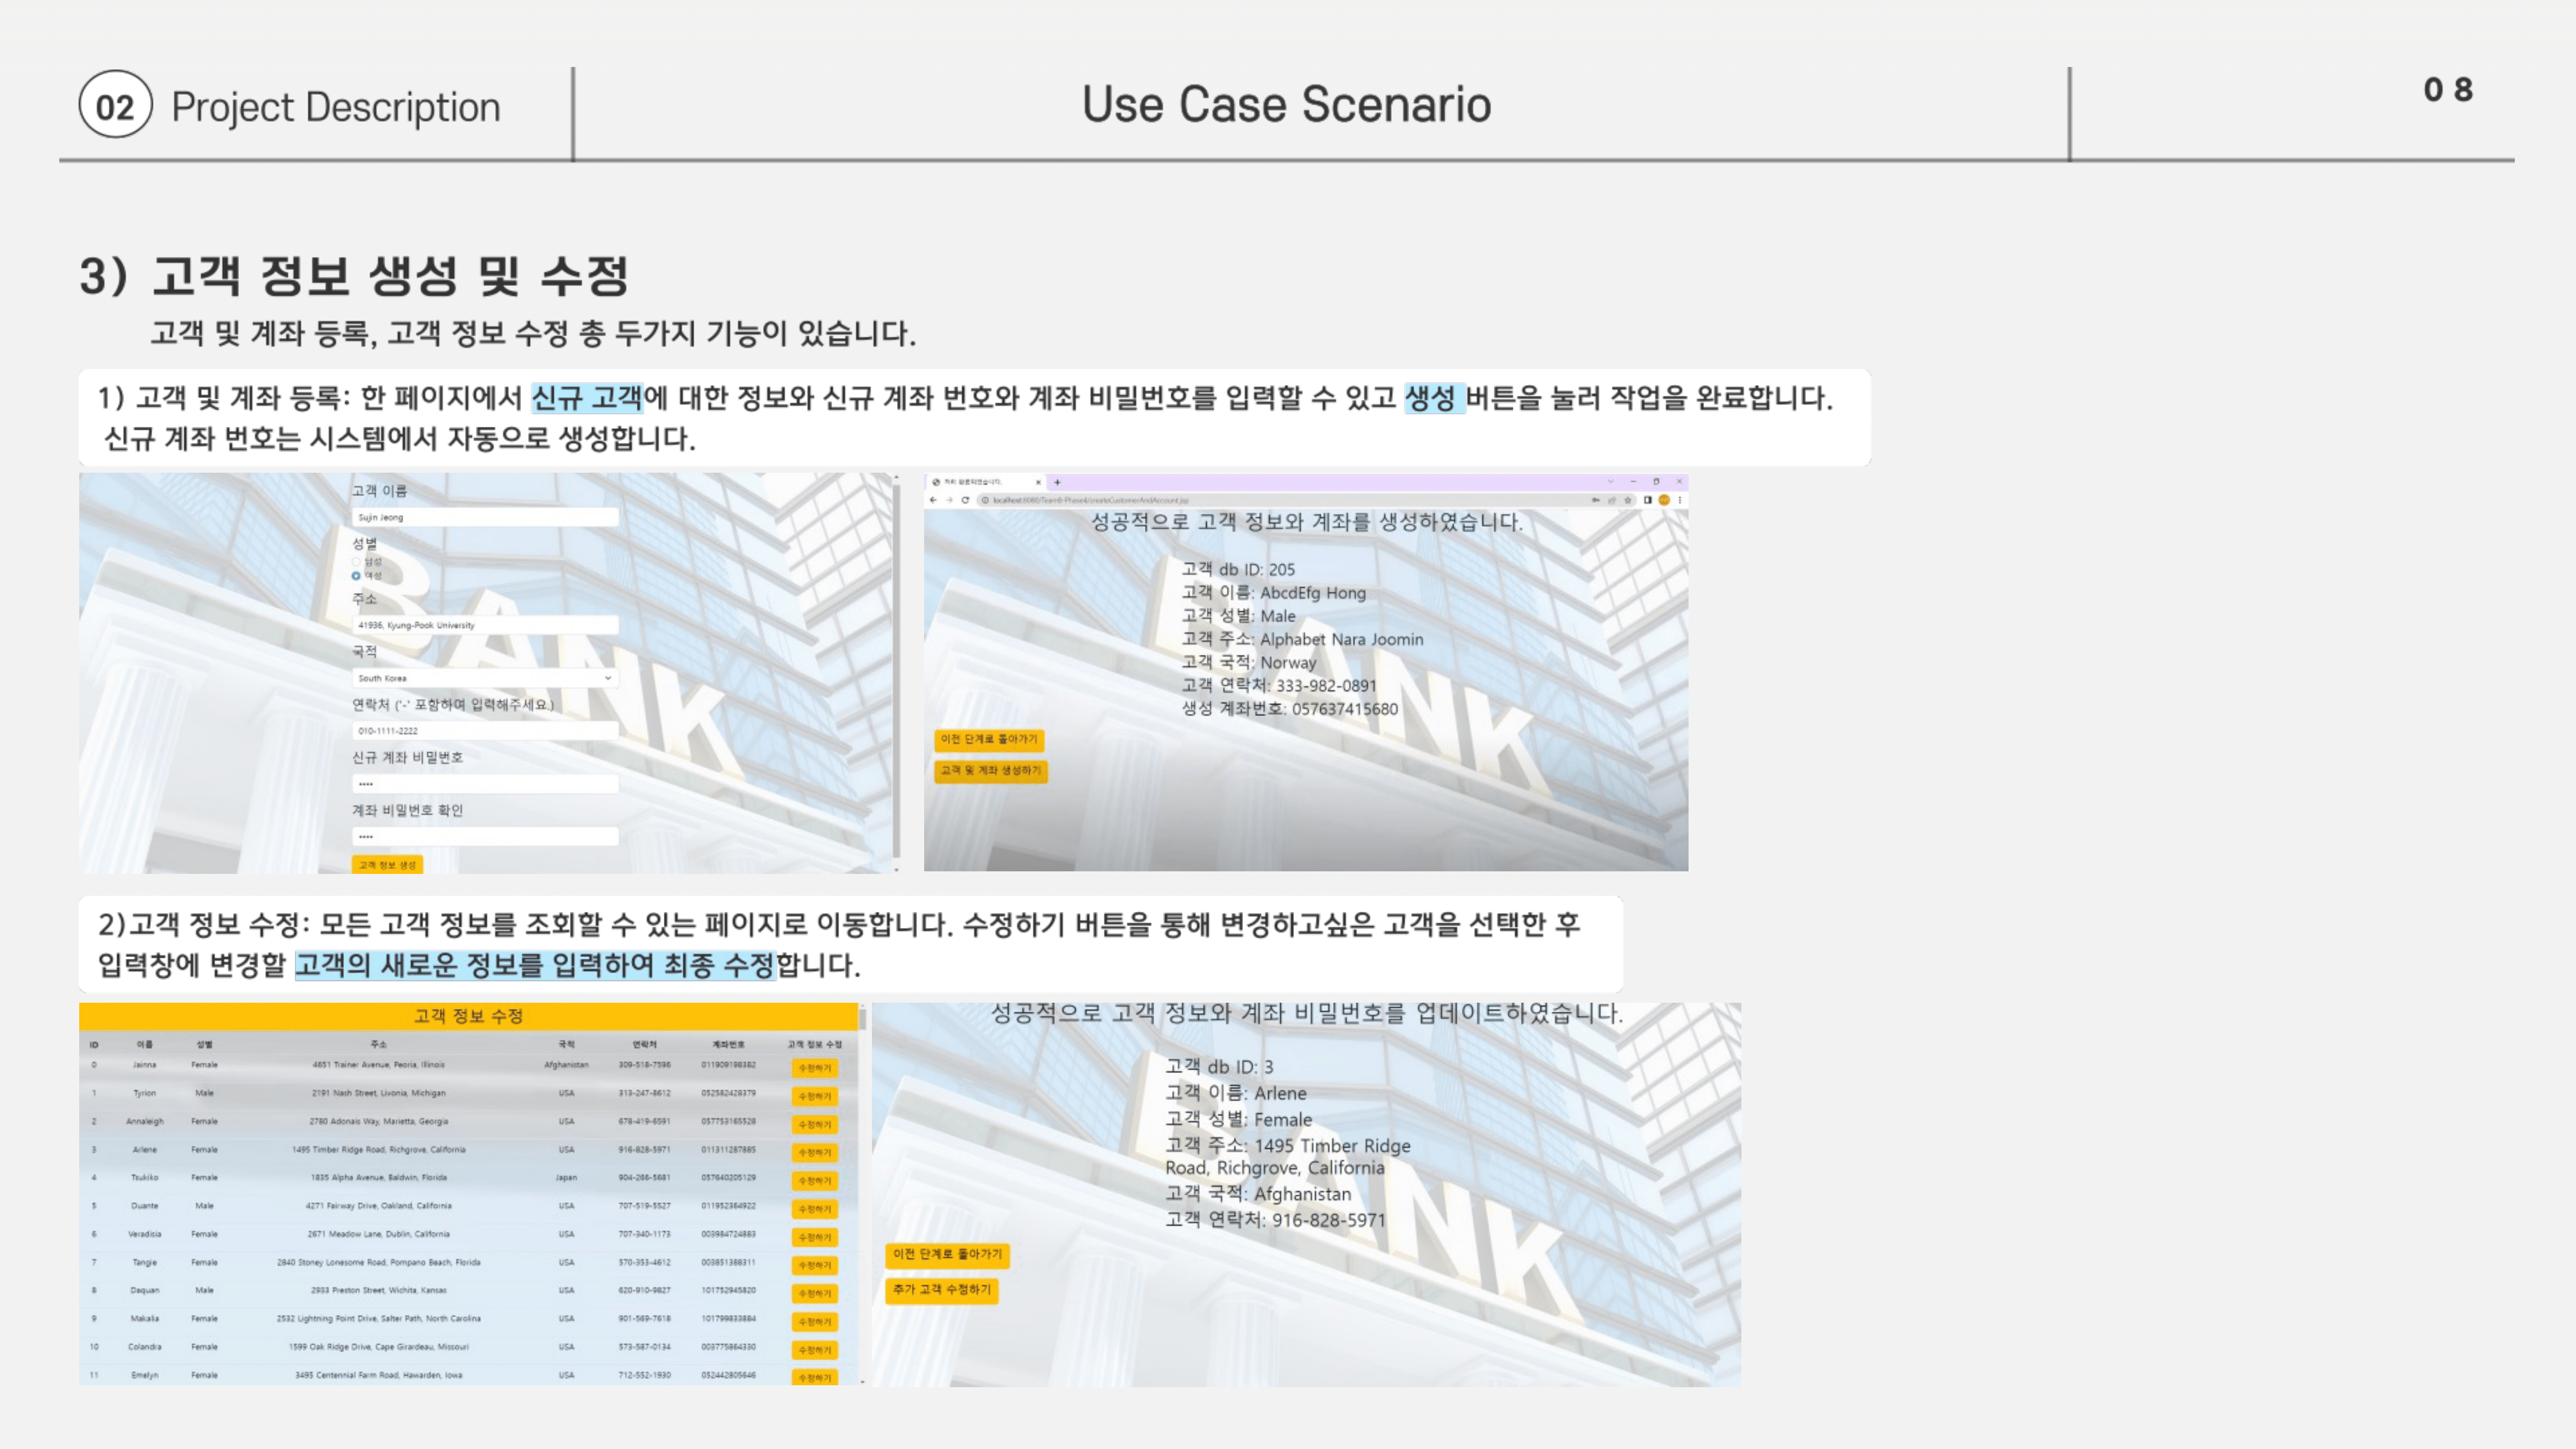 02 Project Description
Use Case Scenario
08
3) 고객 정보 생성 및 수정
고객 및 계좌 등록, 고객 정보 수정 총 두가지 기능이 있습니다.
1) 고객 및 계좌 등록: 한 페이지에서 신규 고객에 대한 정보와 신규 계좌 번호와 계좌 비밀번호를 입력할 수 있고 생성 버튼을 눌러 작업을 완료합니다.
신규 계좌 번호는 시스템에서 자동으로 생성합니다.
고객 이름
Sujin Jeong
성별
남성
여성
주소
41936, Kyung-Pook University
국적
South Korea
연락처 ('-' 포함하여 입력해주세요.)
010-1111-2222
신규 계좌 비밀번호
••••
계좌 비밀번호 확인
••••
고객 정보 생성
BANK
처리 완료되었습니다.
localhost:8080/Team8-Phase4/createCustomerAndAccount.jsp
성공적으로 고객 정보와 계좌를 생성하였습니다.
고객 db ID: 205
고객 이름: AbcdEfg Hong
고객 성별: Male
고객 주소: Alphabet Nara Joomin
고객 국적: Norway
고객 연락처: 333-982-0891
생성 계좌번호: 057637415680
이전 단계로 돌아가기
고객 및 계좌 생성하기
BANK
2)고객 정보 수정: 모든 고객 정보를 조회할 수 있는 페이지로 이동합니다. 수정하기 버튼을 통해 변경하고싶은 고객을 선택한 후
입력창에 변경할 고객의 새로운 정보를 입력하여 최종 수정합니다.
고객 정보 수정
ID 이름 성별 주소 국적 연락처 계좌번호 고객 정보 수정
0 Jainna Female 4651 Trainer Avenue, Peoria, Illinois Afghanistan 309-518-7596 011909198382 수정하기
1 Tyrion Male 2191 Nash Street, Livonia, Michigan USA 313-247-8612 052582428379 수정하기
2 Annaleigh Female 2780 Adonais Way, Marietta, Georgia USA 678-419-6591 057753165528 수정하기
3 Arlene Female 1495 Timber Ridge Road, Richgrove, California USA 916-828-5971 011311287885 수정하기
4 Tsukiko Female 1835 Alpha Avenue, Baldwin, Florida Japan 904-266-5681 057640205129 수정하기
5 Duante Male 4271 Fairway Drive, Oakland, California USA 707-519-5527 011952364922 수정하기
6 Veradisia Female 2671 Meadow Lane, Dublin, California USA 707-340-1173 003984724883 수정하기
7 Tangie Female 2840 Stoney Lonesome Road, Pompano Beach, Florida USA 570-353-4612 003851388311 수정하기
8 Daquan Male 2933 Preston Street, Wichita, Kansas USA 620-910-9827 101752945820 수정하기
9 Makalia Female 2532 Lightning Point Drive, Salter Path, North Carolina USA 901-569-7618 101799833884 수정하기
10 Colandra Female 1599 Oak Ridge Drive, Cape Girardeau, Missouri USA 573-587-0134 003775864330 수정하기
11 Emelyn Female 3495 Centennial Farm Road, Hawarden, Iowa USA 712-552-1930 052442805646 수정하기
성공적으로 고객 정보와 계좌 비밀번호를 업데이트하였습니다.
고객 db ID: 3
고객 이름: Arlene
고객 성별: Female
고객 주소: 1495 Timber Ridge
Road, Richgrove, California
고객 국적: Afghanistan
고객 연락처: 916-828-5971
이전 단계로 돌아가기
추가 고객 수정하기
BANK